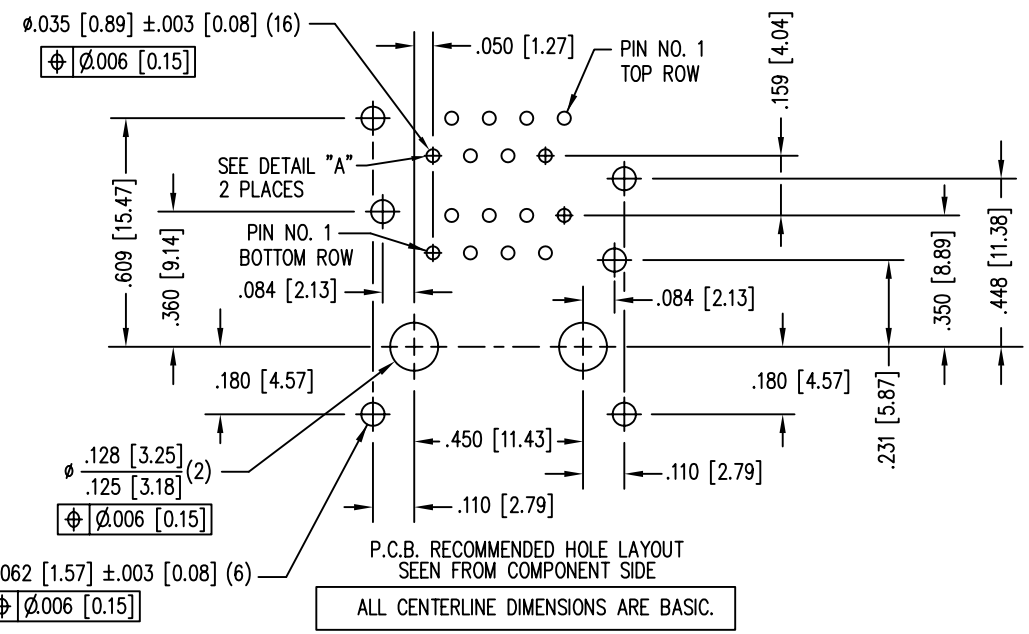 ⌀.035 [0.89] ±.003 [0.08] (16)
⌖ ⌀.006 [0.15]
.050 [1.27]
PIN NO. 1
TOP ROW
.159 [4.04]
SEE DETAIL "A"
2 PLACES
PIN NO. 1
BOTTOM ROW
.609 [15.47]
.360 [9.14]
.084 [2.13]
.084 [2.13]
.350 [8.89]
.448 [11.38]
.180 [4.57]
.180 [4.57]
.231 [5.87]
.450 [11.43]
⌀ .128 [3.25]
.125 [3.18] (2)
⌖ ⌀.006 [0.15]
.110 [2.79]
.110 [2.79]
062 [1.57] ±.003 [0.08] (6)
⌖ ⌀.006 [0.15]
P.C.B. RECOMMENDED HOLE LAYOUT
SEEN FROM COMPONENT SIDE
ALL CENTERLINE DIMENSIONS ARE BASIC.